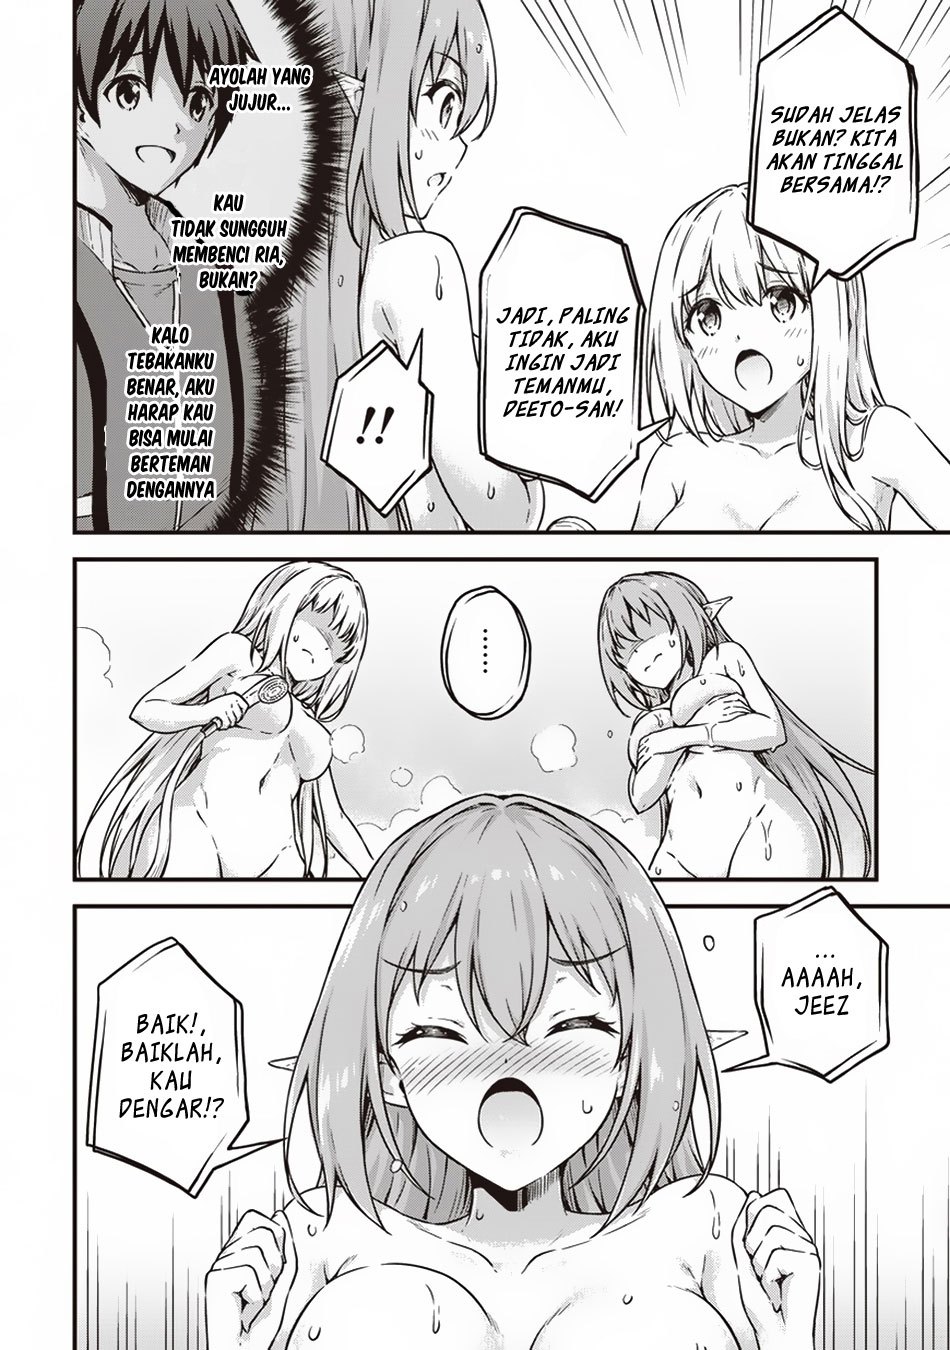 SUDAH JELAS
BUKAN? KITA
AKAN TINGGAL
BERSAMA!?
JADI, PALING
TIDAK, AKU
INGIN JADI
TEMANMU,
DEETO-SAN!
!!
AYOLAH YANG
JUJUR...
KAU
TIDAK SUNGGUH
MEMBENCI RIA,
BUKAN?
KALO
TEBAKANKU
BENAR, AKU
HARAP KAU
BISA MULAI
BERTEMAN
DENGANNYA
......
...
AAAAH,
JEEZ
BAIK!,
BAIKLAH,
KAU
DENGAR!?